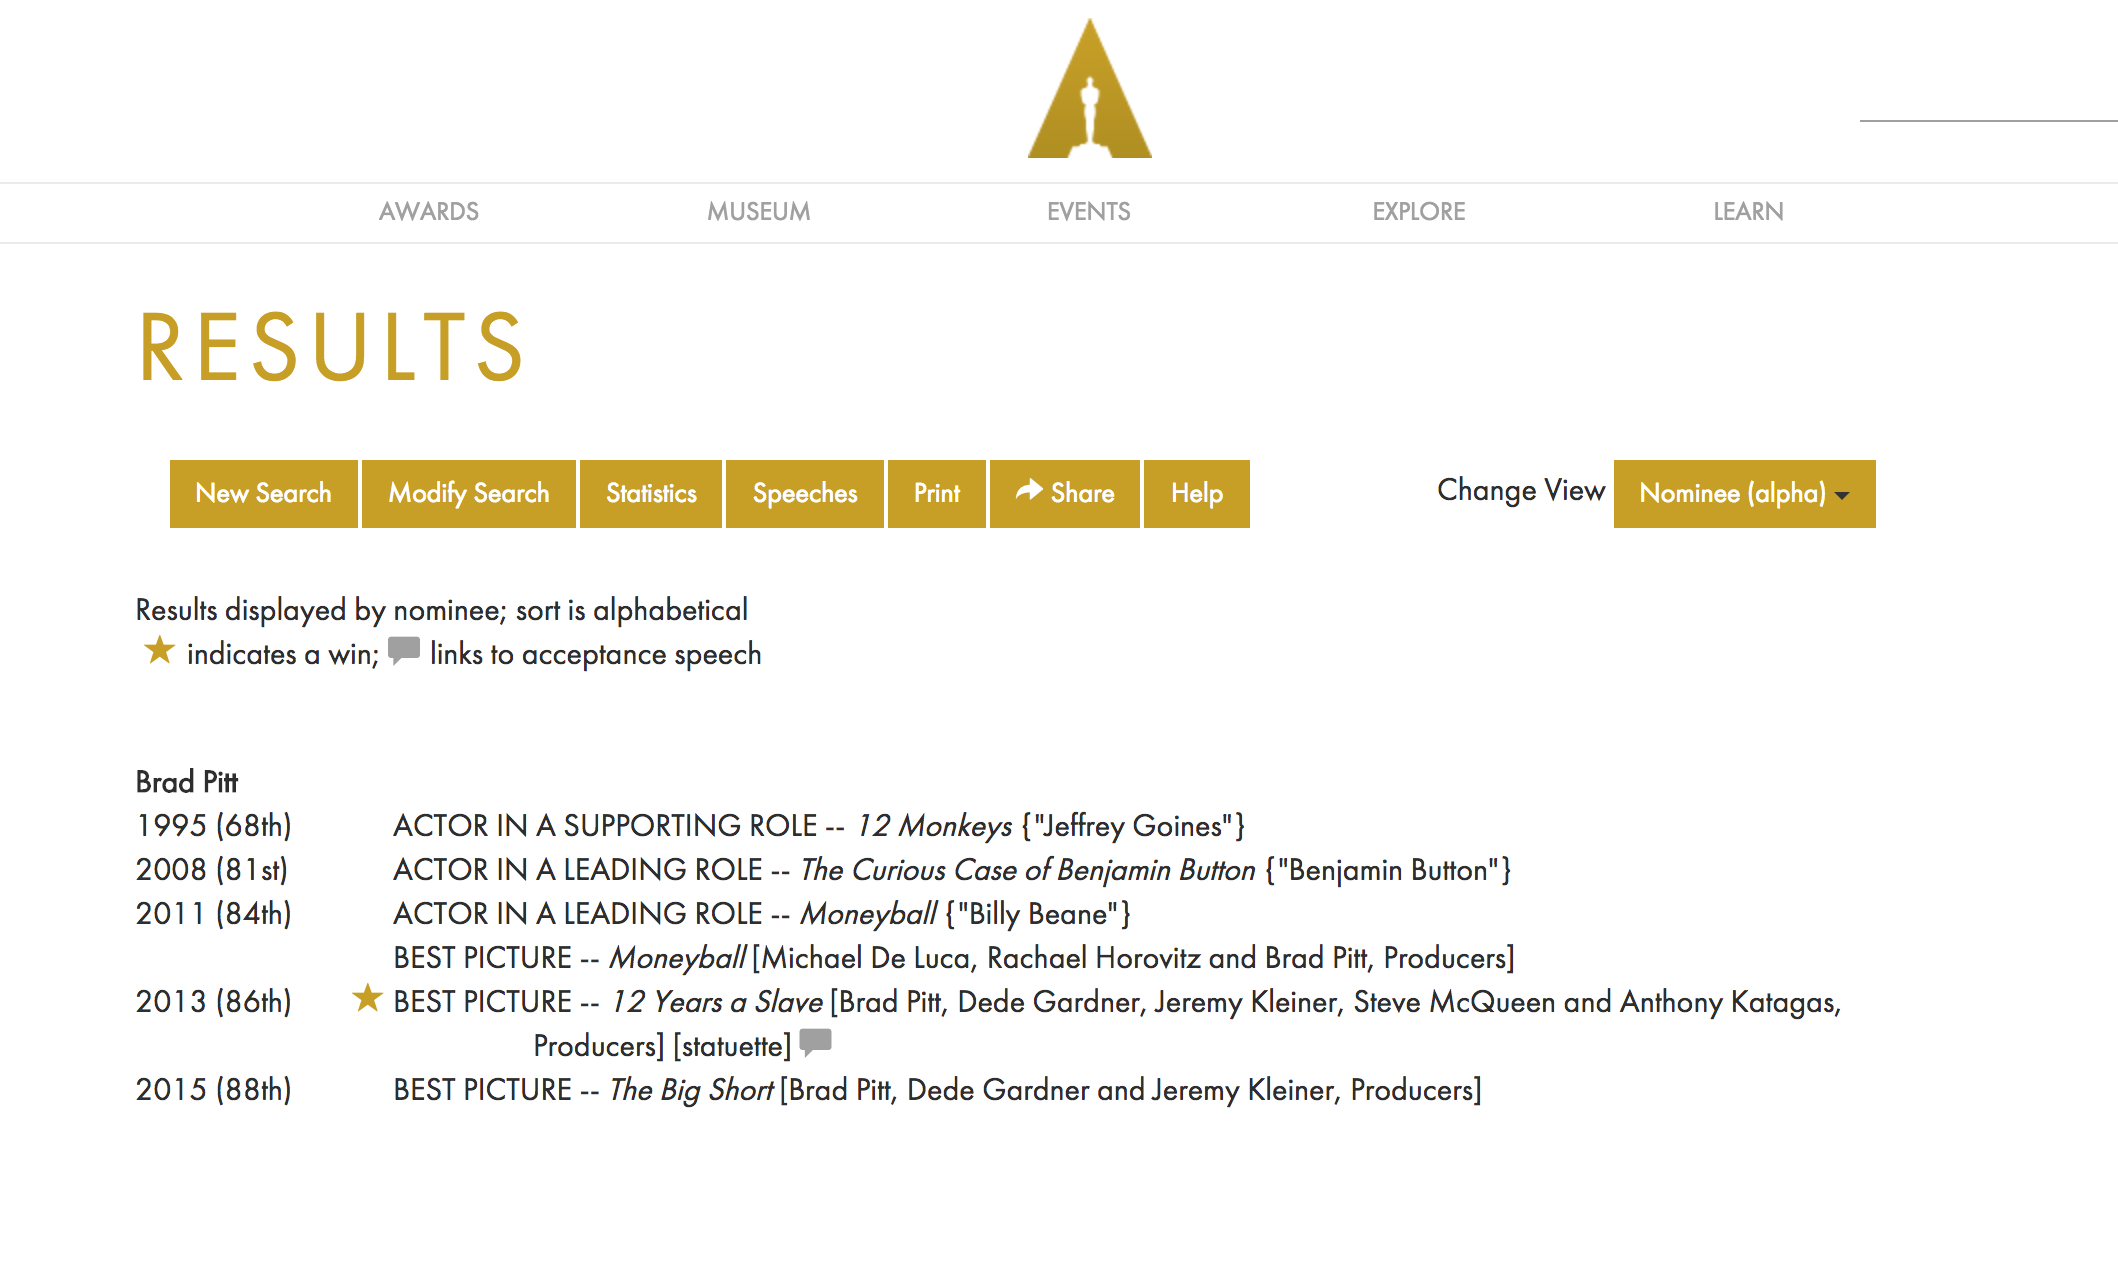 AWARDS MUSEUM EVENTS EXPLORE LEARN
RESULTS
New Search Modify Search Statistics Speeches Print Share Help Change View Nominee (alpha)
Results displayed by nominee; sort is alphabetical
indicates a win; links to acceptance speech
Brad Pitt
1995 (68th) ACTOR IN A SUPPORTING ROLE -- 12 Monkeys {"Jeffrey Goines"}
2008 (81st) ACTOR IN A LEADING ROLE -- The Curious Case of Benjamin Button {"Benjamin Button"}
2011 (84th) ACTOR IN A LEADING ROLE -- Moneyball {"Billy Beane"}
BEST PICTURE -- Moneyball [Michael De Luca, Rachael Horovitz and Brad Pitt, Producers]
2013 (86th) BEST PICTURE -- 12 Years a Slave [Brad Pitt, Dede Gardner, Jeremy Kleiner, Steve McQueen and Anthony Katagas,
Producers] [statuette]
2015 (88th) BEST PICTURE -- The Big Short [Brad Pitt, Dede Gardner and Jeremy Kleiner, Producers]